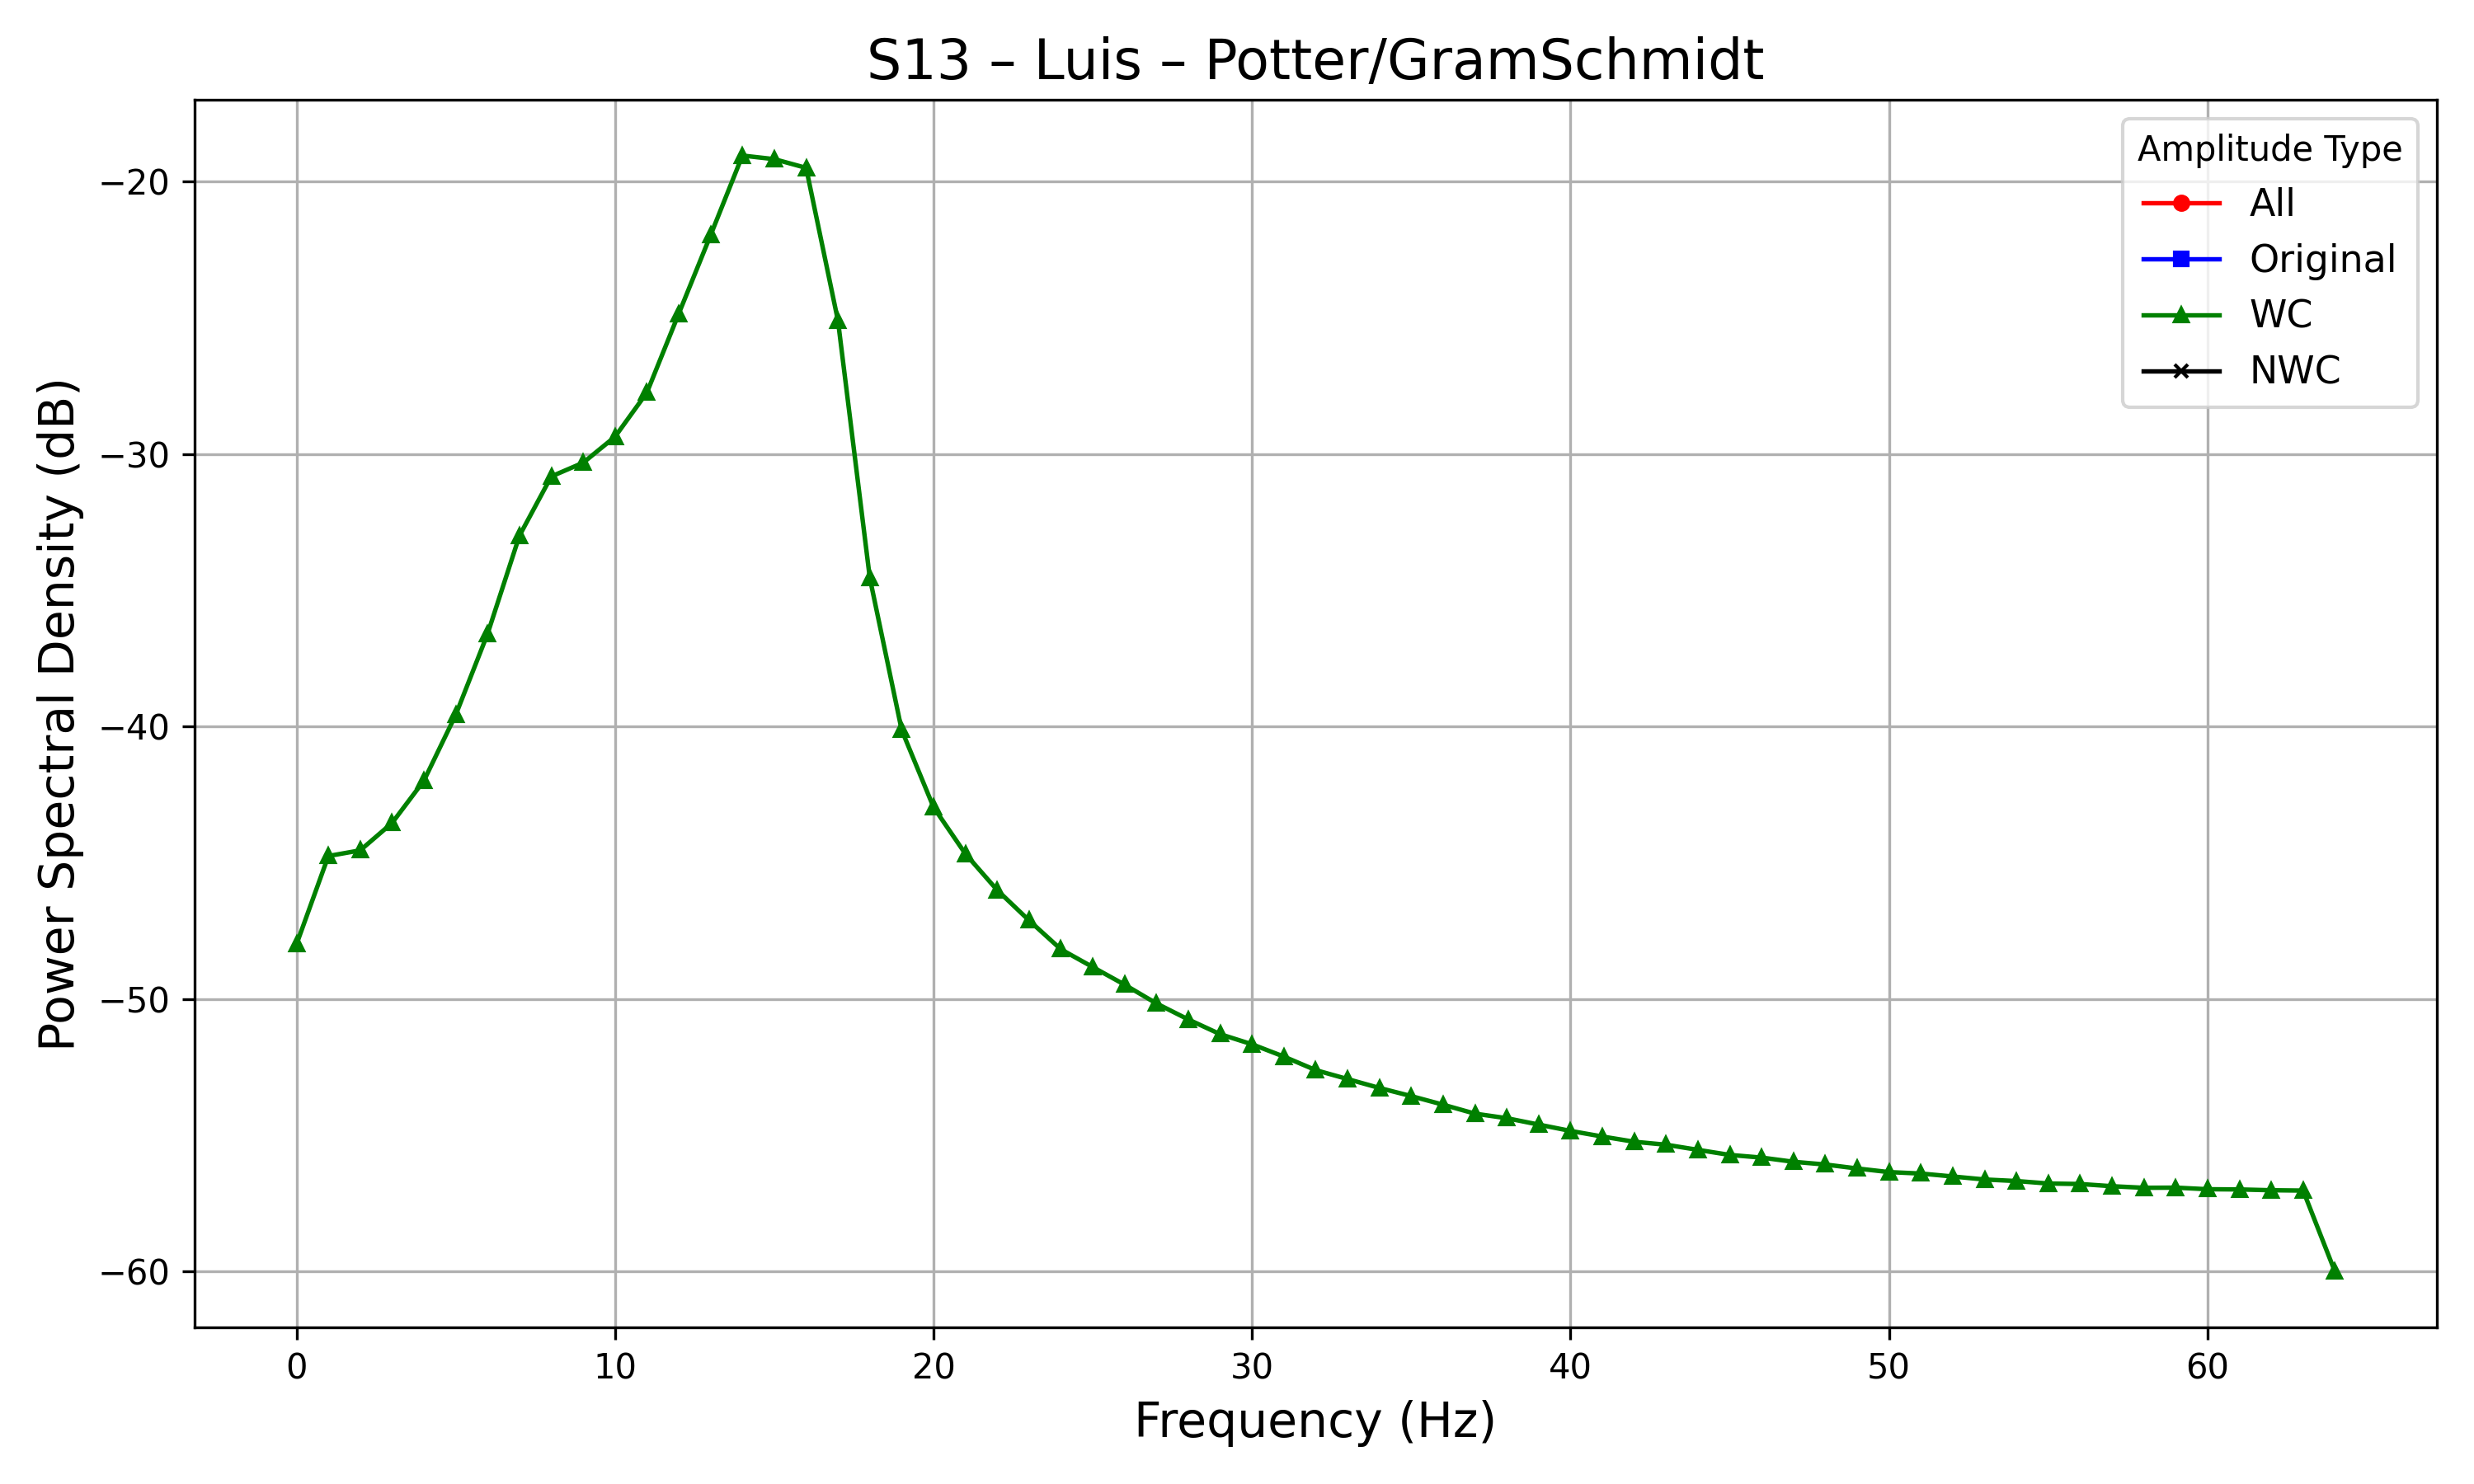 S13 – Luis – Potter/GramSchmidt
Amplitude Type
All
Original
WC
NWC
Power Spectral Density (dB)
−20
−30
−40
−50
−60
0 10 20 30 40 50 60
Frequency (Hz)